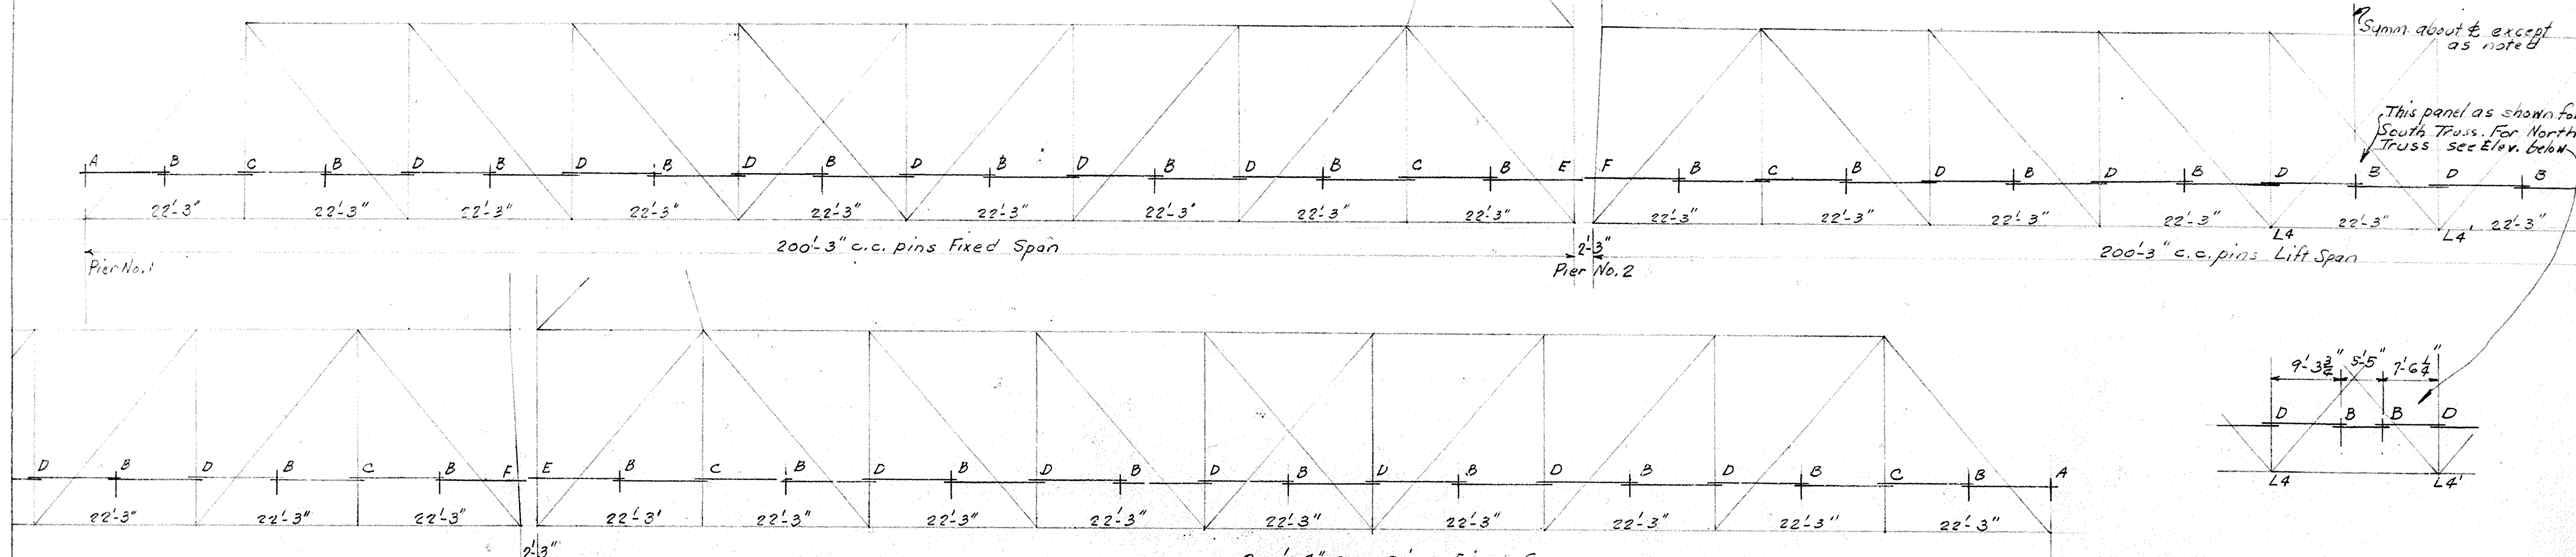 Symm. about ℄ except
as noted
This panel as shown fo
South Truss. For North
Truss see Elev. below
A B C B D B D B D B D B D B D B C B E F B C B D B D B D B D B
22'-3" 22'-3" 22'-3" 22'-3" 22'-3" 22'-3" 22'-3" 22'-3" 22'-3" 22'-3" 22'-3" 22'-3" 22'-3" 22'-3" 22'-3"
L4 L4'
200'-3" c.c. pins Fixed Span 2'-3" 200'-3" c.c. pins Lift Span
Pier No. 1 Pier No. 2
9'-3 3/4" 5'-5" 7'-6 1/4"
D B B D
L4 L4'
D B D B C B F E B C B D B D B D B D B D B D B C B A
22'-3" 22'-3" 22'-3" 22'-3' 22'-3" 22'-3" 22'-3" 22'-3" 22'-3" 22'-3" 22'-3" 22'-3"
2'-3"